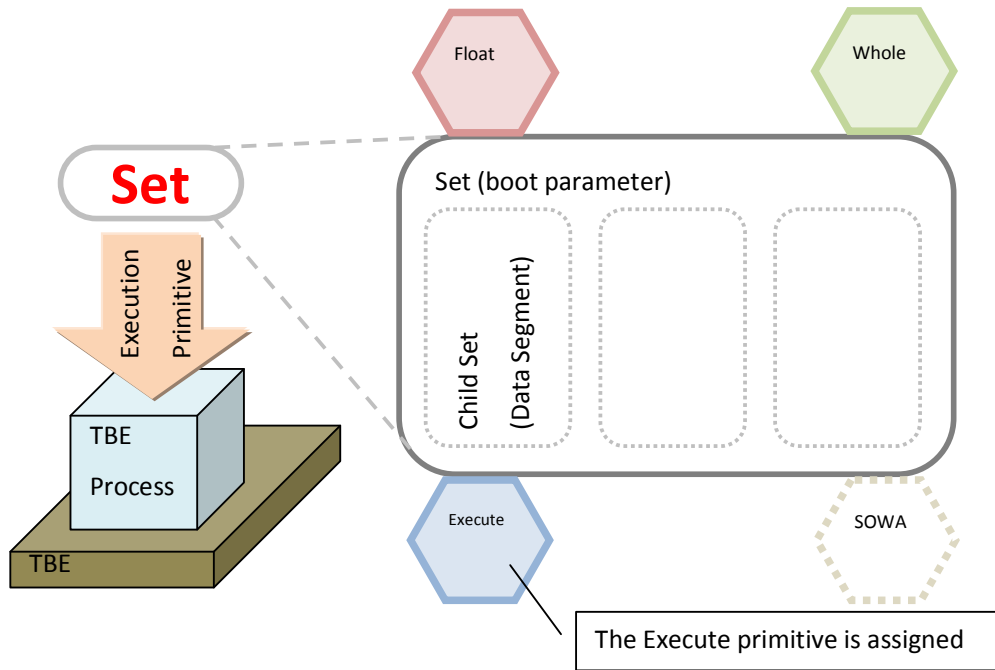 Float
Whole
Set
Set (boot parameter)
Execution
Primitive
Child Set
(Data Segment)
TBE
Process
TBE
Execute
SOWA
The Execute primitive is assigned